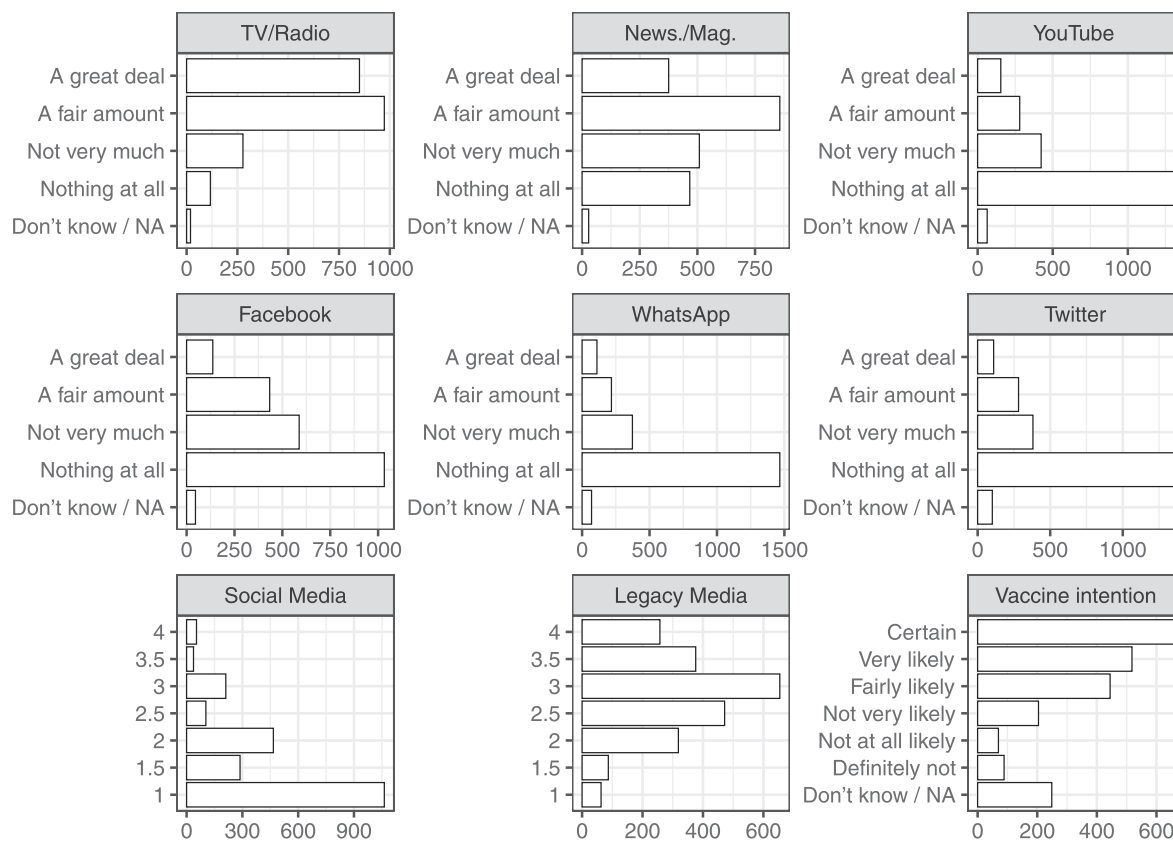 TV/Radio
A great deal
A fair amount
Not very much
Nothing at all
Don't know / NA
0 250 500 750 1000
News./Mag.
A great deal
A fair amount
Not very much
Nothing at all
Don't know / NA
0 250 500 750
YouTube
A great deal
A fair amount
Not very much
Nothing at all
Don't know / NA
0 500 1000
Facebook
A great deal
A fair amount
Not very much
Nothing at all
Don't know / NA
0 250 500 750 1000
WhatsApp
A great deal
A fair amount
Not very much
Nothing at all
Don't know / NA
0 500 1000 1500
Twitter
A great deal
A fair amount
Not very much
Nothing at all
Don't know / NA
0 500 1000
Social Media
4
3.5
3
2.5
2
1.5
1
0 300 600 900
Legacy Media
4
3.5
3
2.5
2
1.5
1
0 200 400 600
Vaccine intention
Certain
Very likely
Fairly likely
Not very likely
Not at all likely
Definitely not
Don't know / NA
0 200 400 600